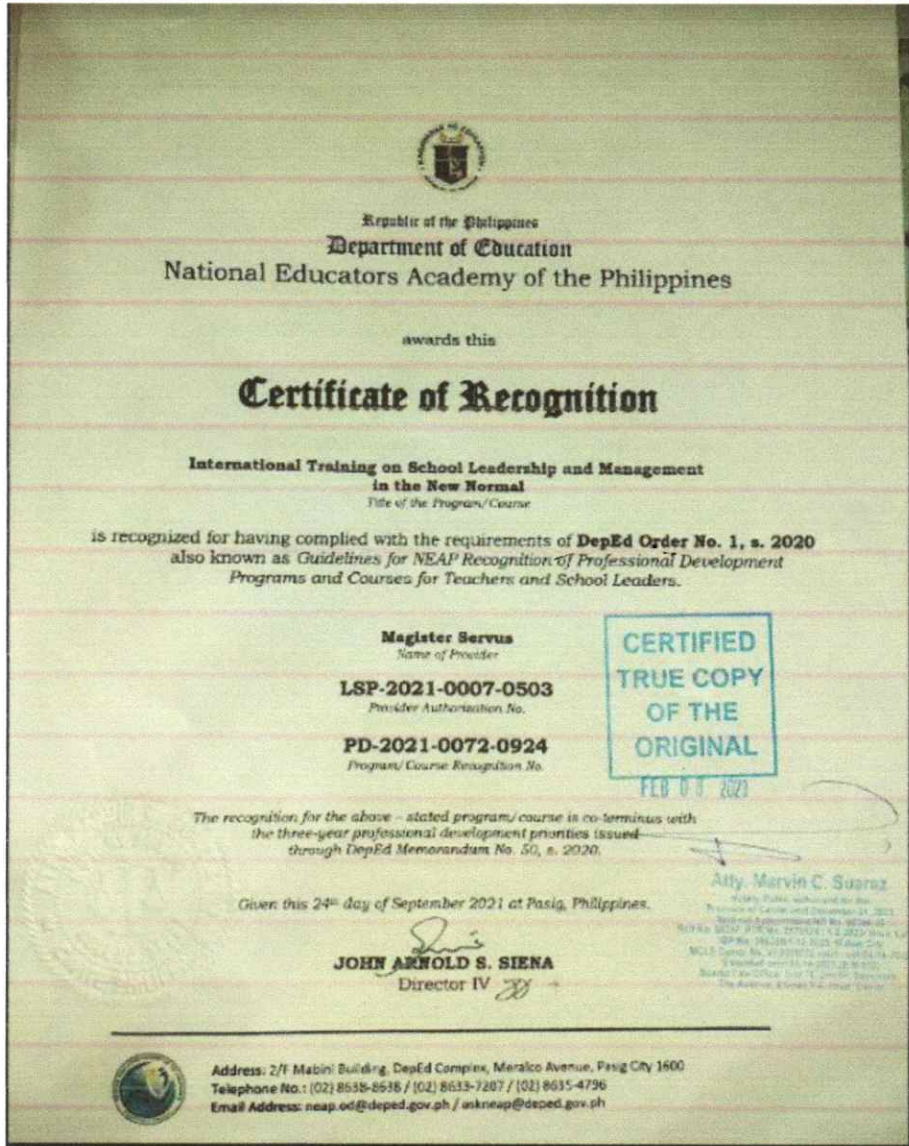 Republic of the Philippines
Department of Education
National Educators Academy of the Philippines
awards this
Certificate of Recognition
International Training on School Leadership and Management
in the New Normal
Title of the Program/Course
is recognized for having complied with the requirements of DepEd Order No. 1, s. 2020
also known as Guidelines for NEAP Recognition of Professional Development
Programs and Courses for Teachers and School Leaders.
Magister Servus
Name of Provider
LSP-2021-0007-0503
Provider Authorization No.
PD-2021-0072-0924
Program/Course Recognition No.
CERTIFIED
TRUE COPY
OF THE
ORIGINAL
FEB 2023
The recognition for the above – stated program/course is co-terminus with
the three-year professional development priorities issued
through DepEd Memorandum No. 50, s. 2020.
Atty. Marvin C. Suarez
Given this 24th day of September 2021 at Pasig, Philippines.
JOHN ARNOLD S. SIENA
Director IV
Address: 2/F Mabini Building, DepEd Complex, Meralco Avenue, Pasig City 1600
Telephone No.: (02) 8638-8638 / (02) 8633-7207 / (02) 8635-4796
Email Address: neap.od@deped.gov.ph / askneap@deped.gov.ph